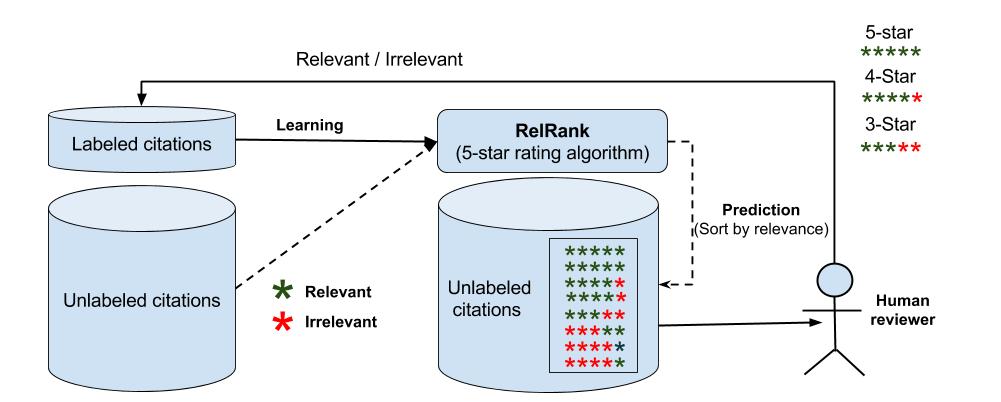 5-star
*****
Relevant / Irrelevant
4-Star
*****
Learning
RelRank
(5-star rating algorithm)
3-Star
*****
Labeled citations
Prediction
(Sort by relevance)
Unlabeled citations
* Relevant
* Irrelevant
Unlabeled
citations
*****
*****
*****
*****
*****
*****
*****
*****
Human
reviewer